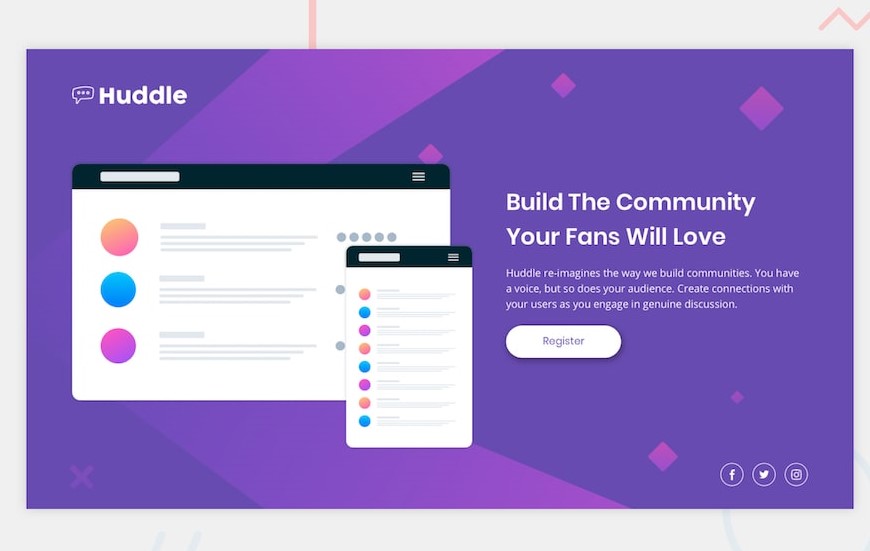 Huddle
Build The Community
Your Fans Will Love
Huddle re-imagines the way we build communities. You have
a voice, but so does your audience. Create connections with
your users as you engage in genuine discussion.
Register